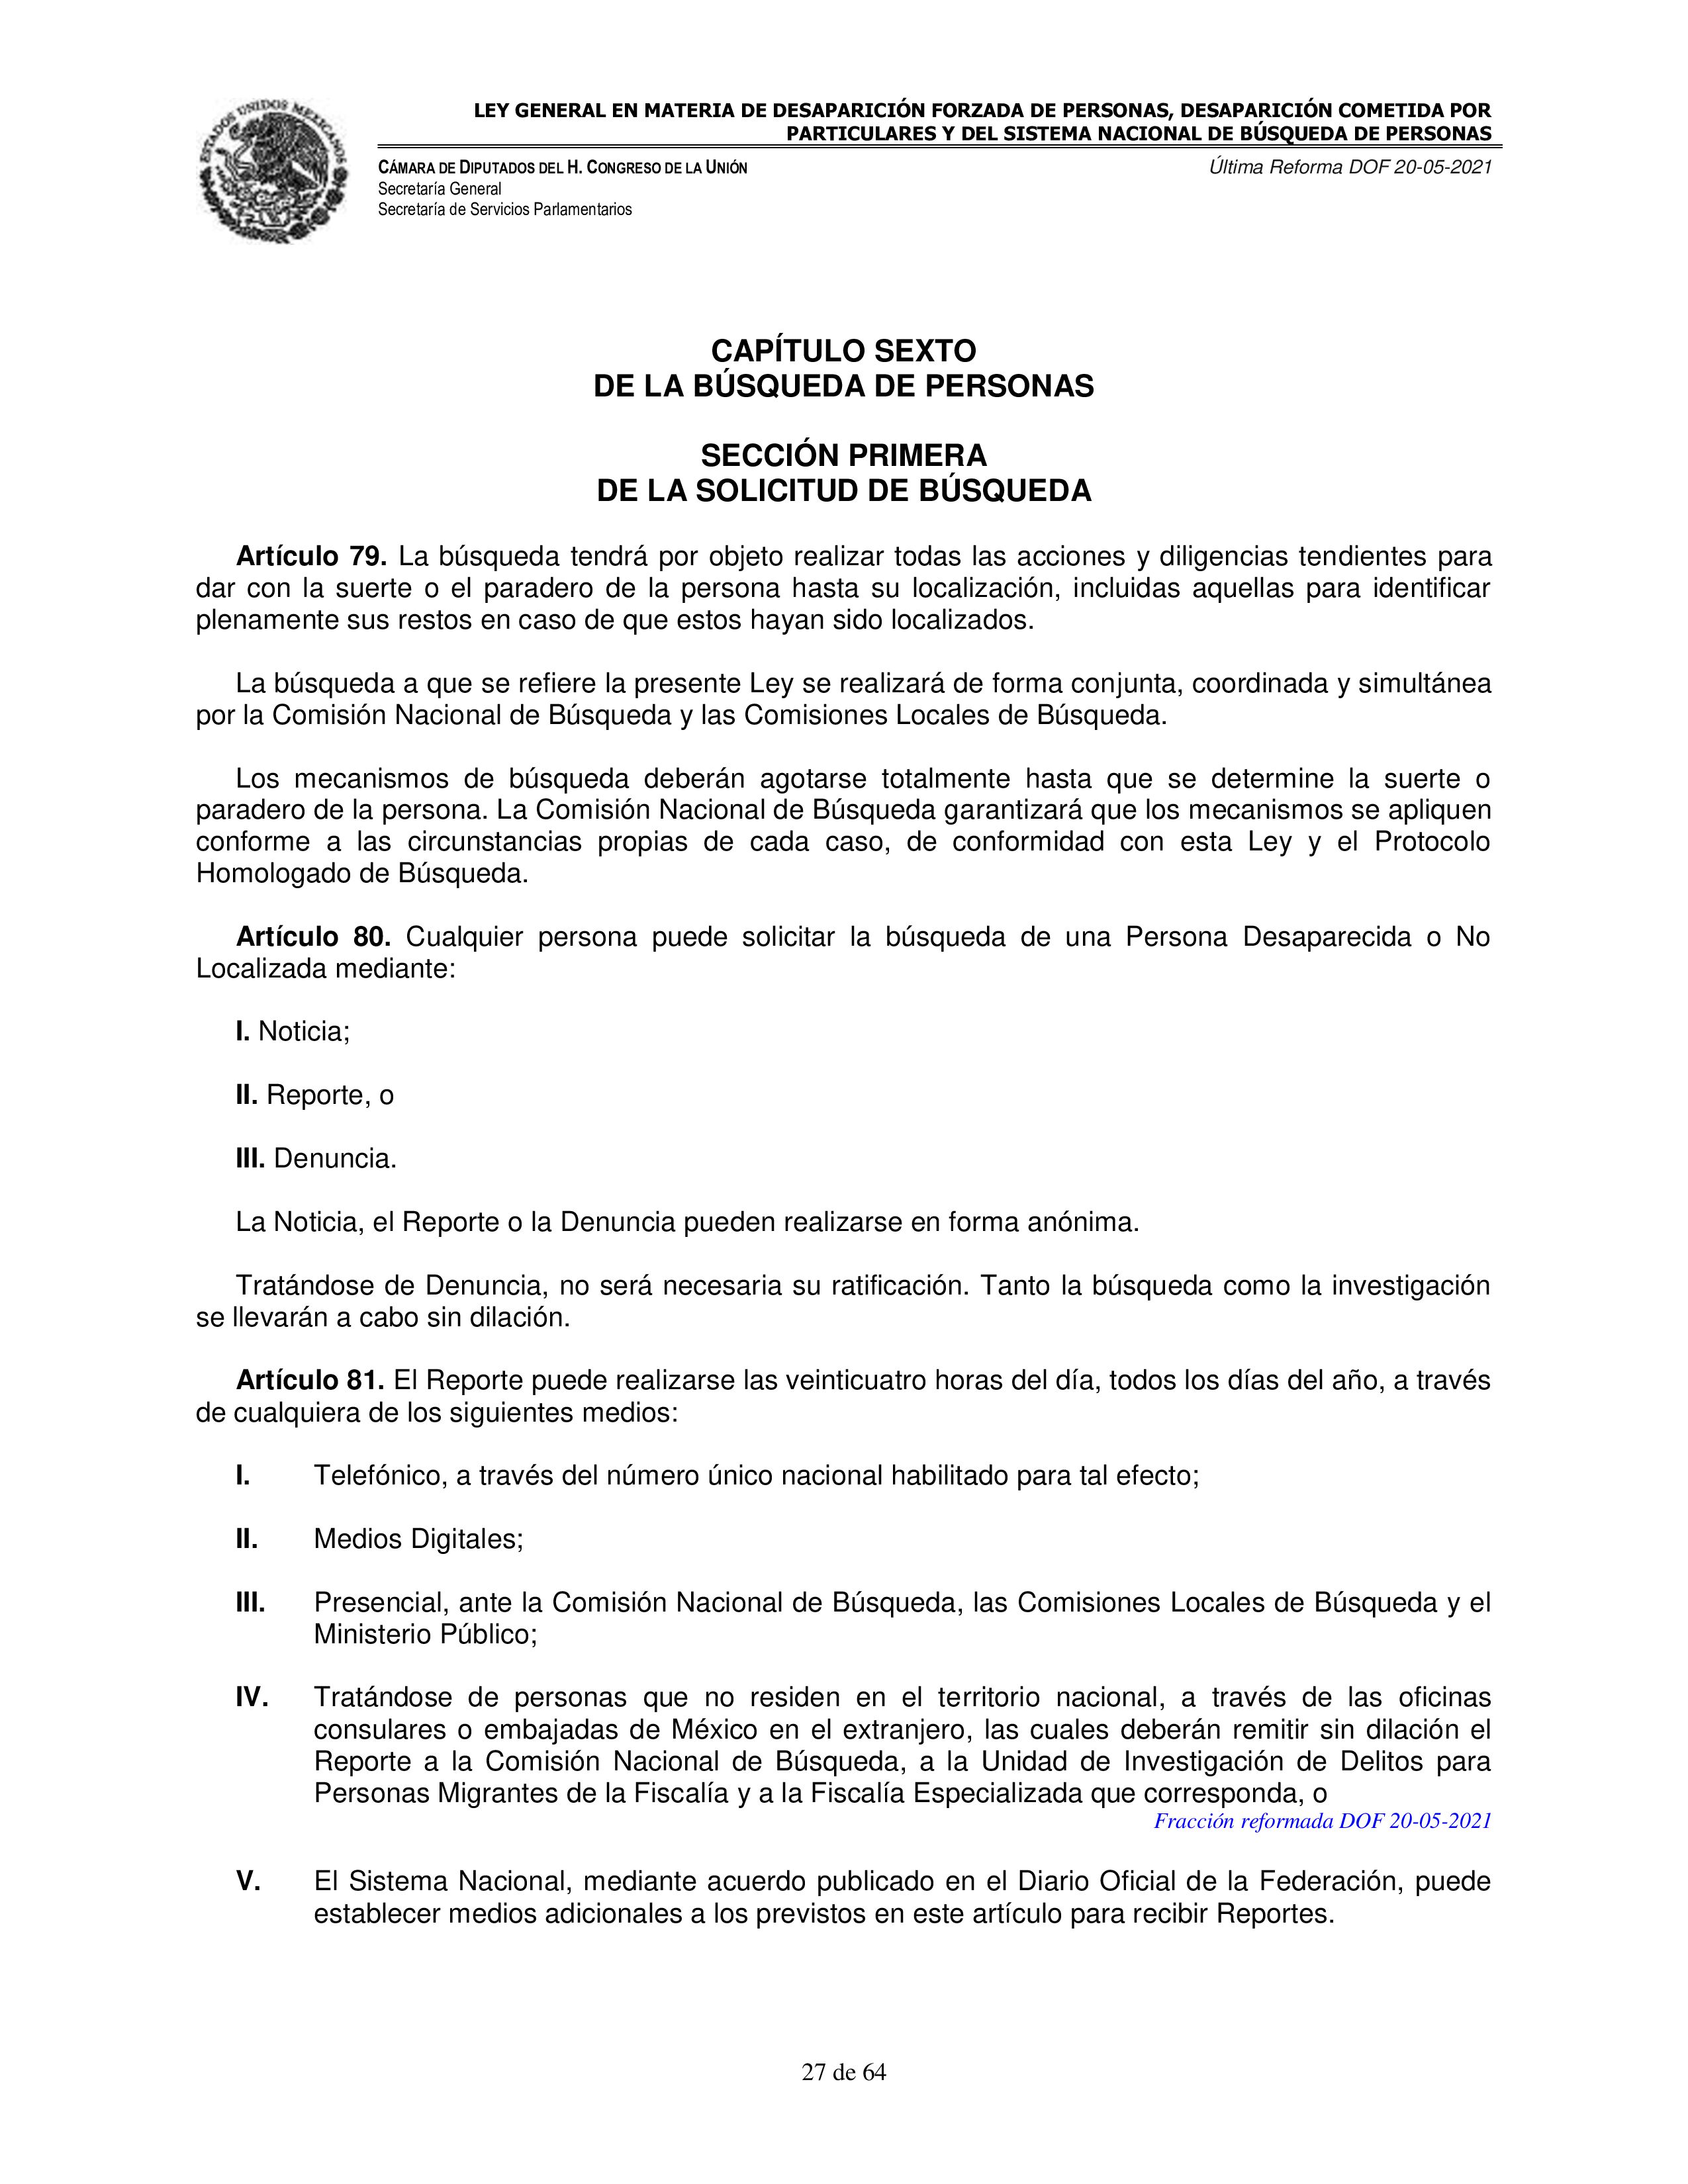 ESTADOS UNIDOS MEXICANOS
LEY GENERAL EN MATERIA DE DESAPARICIÓN FORZADA DE PERSONAS, DESAPARICIÓN COMETIDA POR
PARTICULARES Y DEL SISTEMA NACIONAL DE BÚSQUEDA DE PERSONAS
CÁMARA DE DIPUTADOS DEL H. CONGRESO DE LA UNIÓN
Última Reforma DOF 20-05-2021
Secretaría General
Secretaría de Servicios Parlamentarios
CAPÍTULO SEXTO
DE LA BÚSQUEDA DE PERSONAS
SECCIÓN PRIMERA
DE LA SOLICITUD DE BÚSQUEDA
Artículo 79. La búsqueda tendrá por objeto realizar todas las acciones y diligencias tendientes para
dar con la suerte o el paradero de la persona hasta su localización, incluidas aquellas para identificar
plenamente sus restos en caso de que estos hayan sido localizados.
La búsqueda a que se refiere la presente Ley se realizará de forma conjunta, coordinada y simultánea
por la Comisión Nacional de Búsqueda y las Comisiones Locales de Búsqueda.
Los mecanismos de búsqueda deberán agotarse totalmente hasta que se determine la suerte o
paradero de la persona. La Comisión Nacional de Búsqueda garantizará que los mecanismos se apliquen
conforme a las circunstancias propias de cada caso, de conformidad con esta Ley y el Protocolo
Homologado de Búsqueda.
Artículo 80. Cualquier persona puede solicitar la búsqueda de una Persona Desaparecida o No
Localizada mediante:
I. Noticia;
II. Reporte, o
III. Denuncia.
La Noticia, el Reporte o la Denuncia pueden realizarse en forma anónima.
Tratándose de Denuncia, no será necesaria su ratificación. Tanto la búsqueda como la investigación
se llevarán a cabo sin dilación.
Artículo 81. El Reporte puede realizarse las veinticuatro horas del día, todos los días del año, a través
de cualquiera de los siguientes medios:
I. Telefónico, a través del número único nacional habilitado para tal efecto;
II. Medios Digitales;
III. Presencial, ante la Comisión Nacional de Búsqueda, las Comisiones Locales de Búsqueda y el
Ministerio Público;
IV. Tratándose de personas que no residen en el territorio nacional, a través de las oficinas
consulares o embajadas de México en el extranjero, las cuales deberán remitir sin dilación el
Reporte a la Comisión Nacional de Búsqueda, a la Unidad de Investigación de Delitos para
Personas Migrantes de la Fiscalía y a la Fiscalía Especializada que corresponda, o
Fracción reformada DOF 20-05-2021
V. El Sistema Nacional, mediante acuerdo publicado en el Diario Oficial de la Federación, puede
establecer medios adicionales a los previstos en este artículo para recibir Reportes.
27 de 64